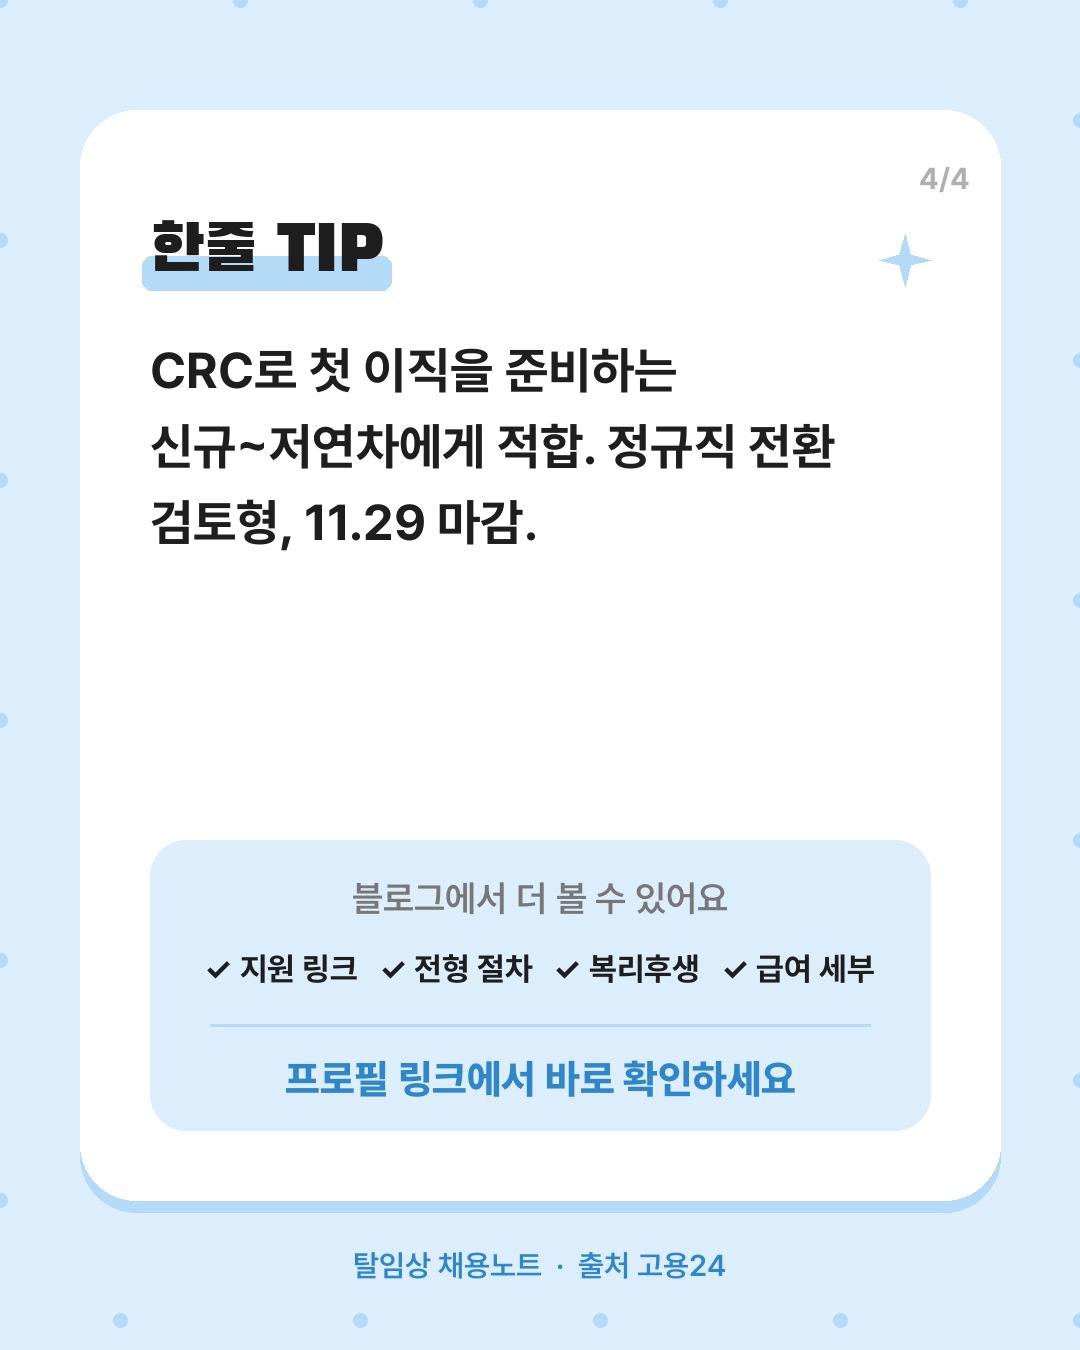 4/4
한줄 TIP
CRC로 첫 이직을 준비하는
신규~저연차에게 적합. 정규직 전환
검토형, 11.29 마감.
블로그에서 더 볼 수 있어요
✓ 지원 링크 ✓ 전형 절차 ✓ 복리후생 ✓ 급여 세부
프로필 링크에서 바로 확인하세요
탈임상 채용노트 · 출처 고용24